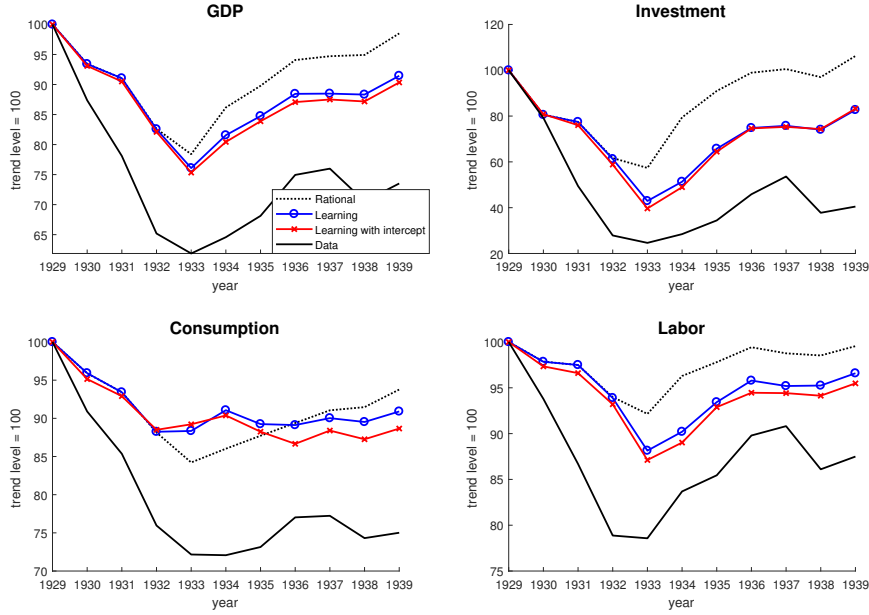 GDP
trend level = 100
100
95
90
85
80
75
70
65
1929 1930 1931 1932 1933 1934 1935 1936 1937 1938 1939
year
Rational
Learning
Learning with intercept
Data
Investment
trend level = 100
120
100
80
60
40
20
1929 1930 1931 1932 1933 1934 1935 1936 1937 1938 1939
year
Consumption
trend level = 100
100
95
90
85
80
75
70
1929 1930 1931 1932 1933 1934 1935 1936 1937 1938 1939
year
Labor
trend level = 100
100
95
90
85
80
75
1929 1930 1931 1932 1933 1934 1935 1936 1937 1938 1939
year